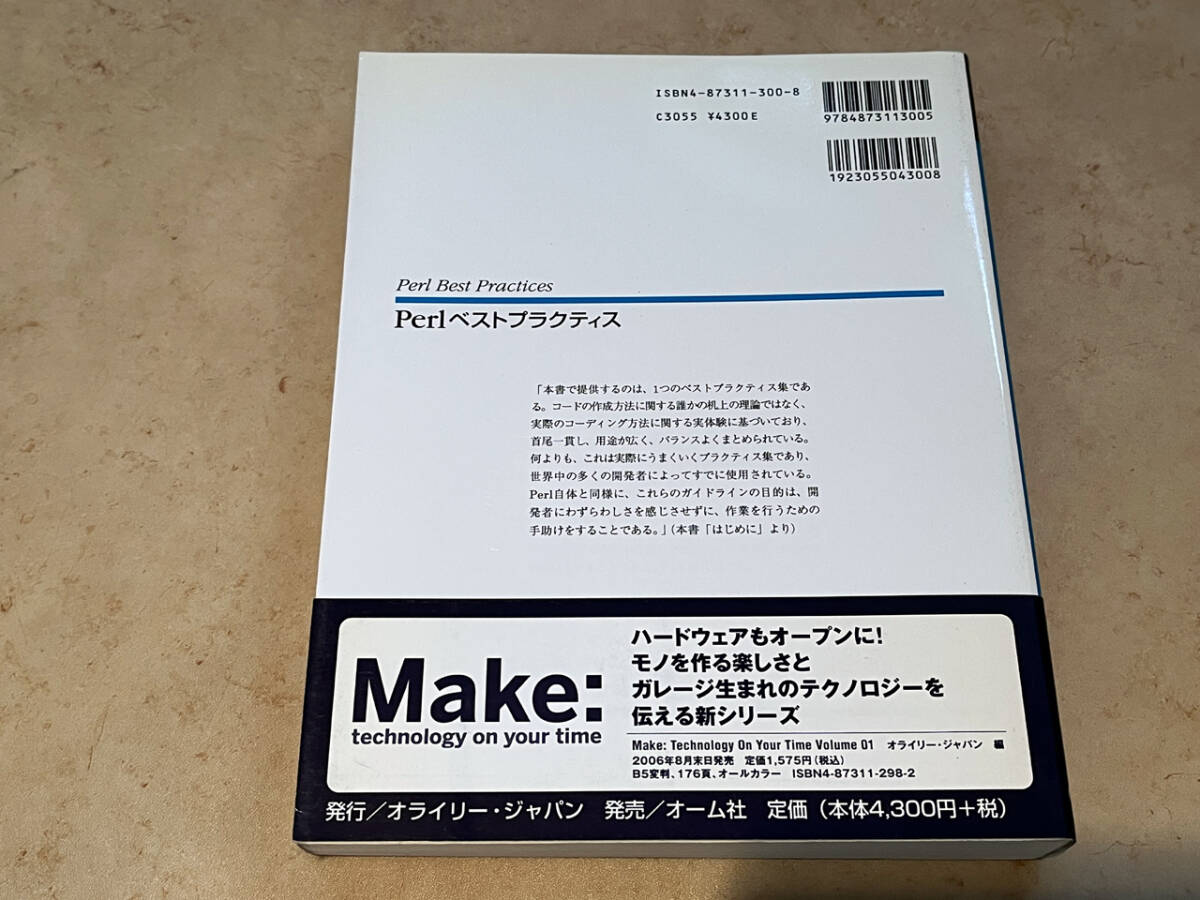 ISBN4-87311-300-8
C3055 ¥4300E
9784873113005
1923055043008
Perl Best Practices
Perlベストプラクティス
「本書で提供するのは、1つのベストプラクティス集であ
る。コードの作成方法に関する誰かの机上の理論ではなく、
実際のコーディング方法に関する実体験に基づいており、
首尾一貫し、用途が広く、バランスよくまとめられている。
何よりも、これは実際にうまくいくプラクティス集であり、
世界中の多くの開発者によってすでに使用されている。
Perl自体と同様に、これらのガイドラインの目的は、開
発者にわずらわしさを感じさせずに、作業を行うための
手助けをすることである。」(本書「はじめに」より)
Make:
technology on your time
ハードウェアもオープンに!
モノを作る楽しさと
ガレージ生まれのテクノロジーを
伝える新シリーズ
Make: Technology On Your Time Volume 01 オライリー・ジャパン 編
2006年8月末日発売 定価1,575円(税込)
B5変判、176頁、オールカラー ISBN4-87311-298-2
発行/オライリー・ジャパン 発売/オーム社 定価(本体4,300円+税)